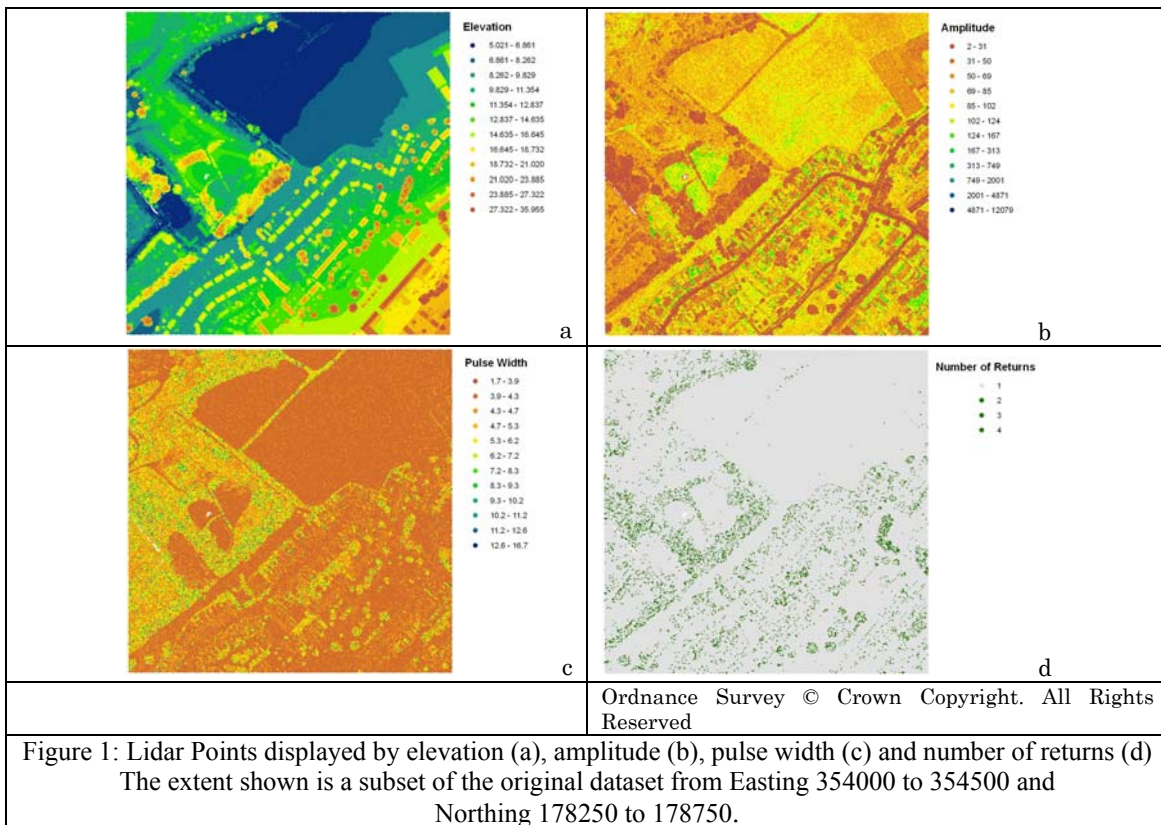 Elevation
5.021 - 6.861
6.861 - 8.262
8.262 - 9.829
9.829 - 11.354
11.354 - 12.837
12.837 - 14.635
14.635 - 16.645
16.645 - 18.732
18.732 - 21.020
21.020 - 23.885
23.885 - 27.322
27.322 - 35.955
a
Amplitude
2 - 31
31 - 50
50 - 69
69 - 85
85 - 102
102 - 124
124 - 167
167 - 313
313 - 749
749 - 2001
2001 - 4871
4871 - 12079
b
Pulse Width
1.7 - 3.9
3.9 - 4.3
4.3 - 4.7
4.7 - 5.3
5.3 - 6.2
6.2 - 7.2
7.2 - 8.3
8.3 - 9.3
9.3 - 10.2
10.2 - 11.2
11.2 - 12.6
12.6 - 16.7
c
Number of Returns
1
2
3
4
d
Ordnance Survey © Crown Copyright. All Rights
Reserved
Figure 1: Lidar Points displayed by elevation (a), amplitude (b), pulse width (c) and number of returns (d)
The extent shown is a subset of the original dataset from Easting 354000 to 354500 and
Northing 178250 to 178750.